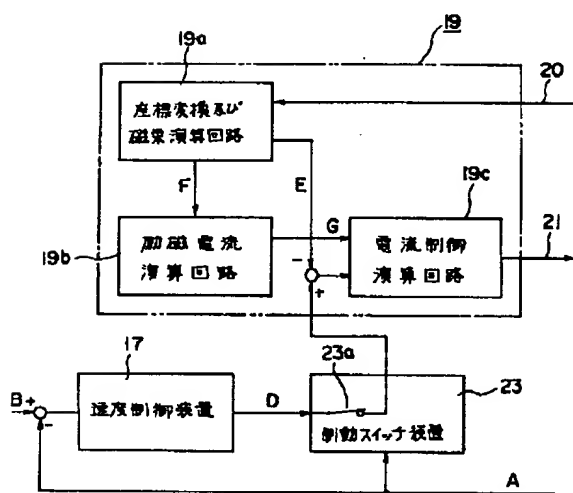 19
19a
20
座標変換及び
磁束演算回路
F
E
19c
19b
励磁電流
演算回路
G
電流制御
演算回路
21
-
+
17
23a
23
B+
-
速度制御装置
D
制動スイッチ装置
A